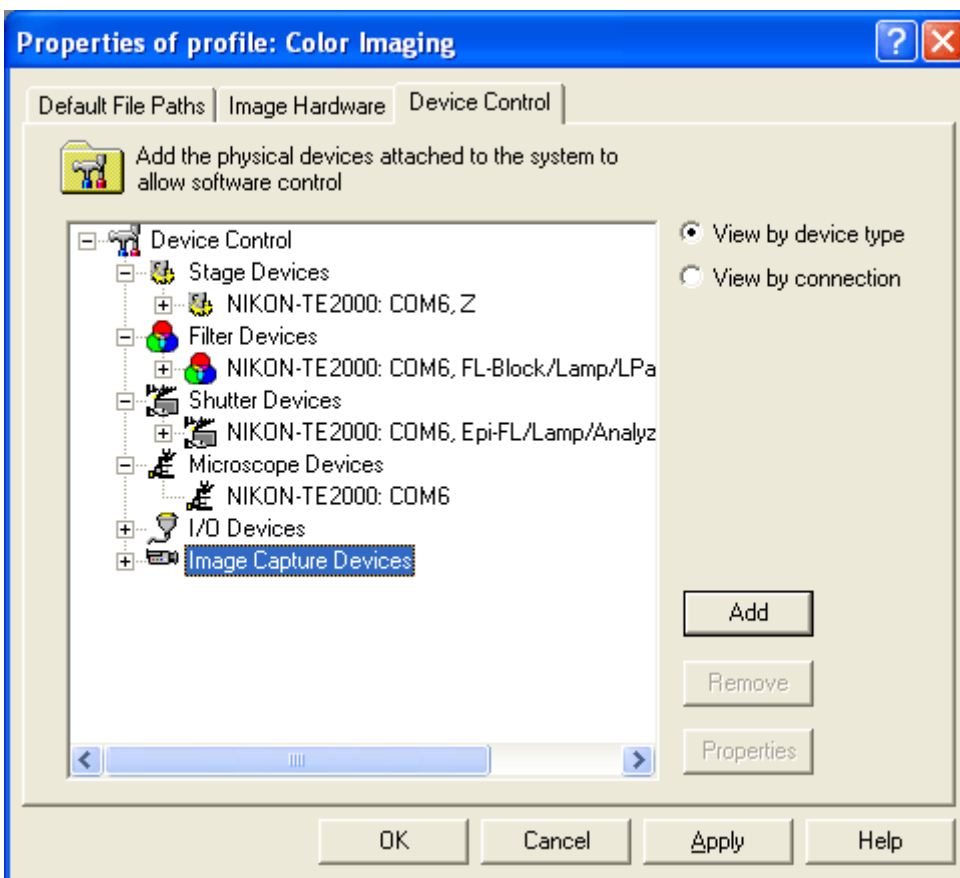 Properties of profile: Color Imaging
Default File Paths
Image Hardware
Device Control
Add the physical devices attached to the system to
allow software control
Device Control
Stage Devices
NIKON-TE2000: COM6, Z
Filter Devices
NIKON-TE2000: COM6, FL-Block/Lamp/LPa
Shutter Devices
NIKON-TE2000: COM6, Epi-FL/Lamp/Analyz
Microscope Devices
NIKON-TE2000: COM6
I/O Devices
Image Capture Devices
View by device type
View by connection
Add
Remove
Properties
OK
Cancel
Apply
Help